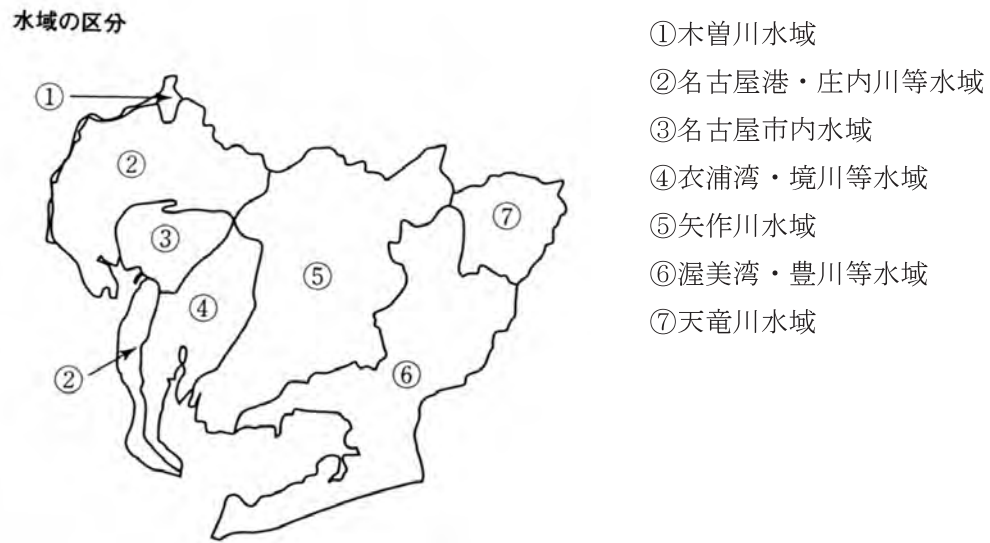 水域の区分
①
②
③
④
⑤
⑥
⑦
②
①木曽川水域
②名古屋港・庄内川等水域
③名古屋市内水域
④衣浦湾・境川等水域
⑤矢作川水域
⑥渥美湾・豊川等水域
⑦天竜川水域